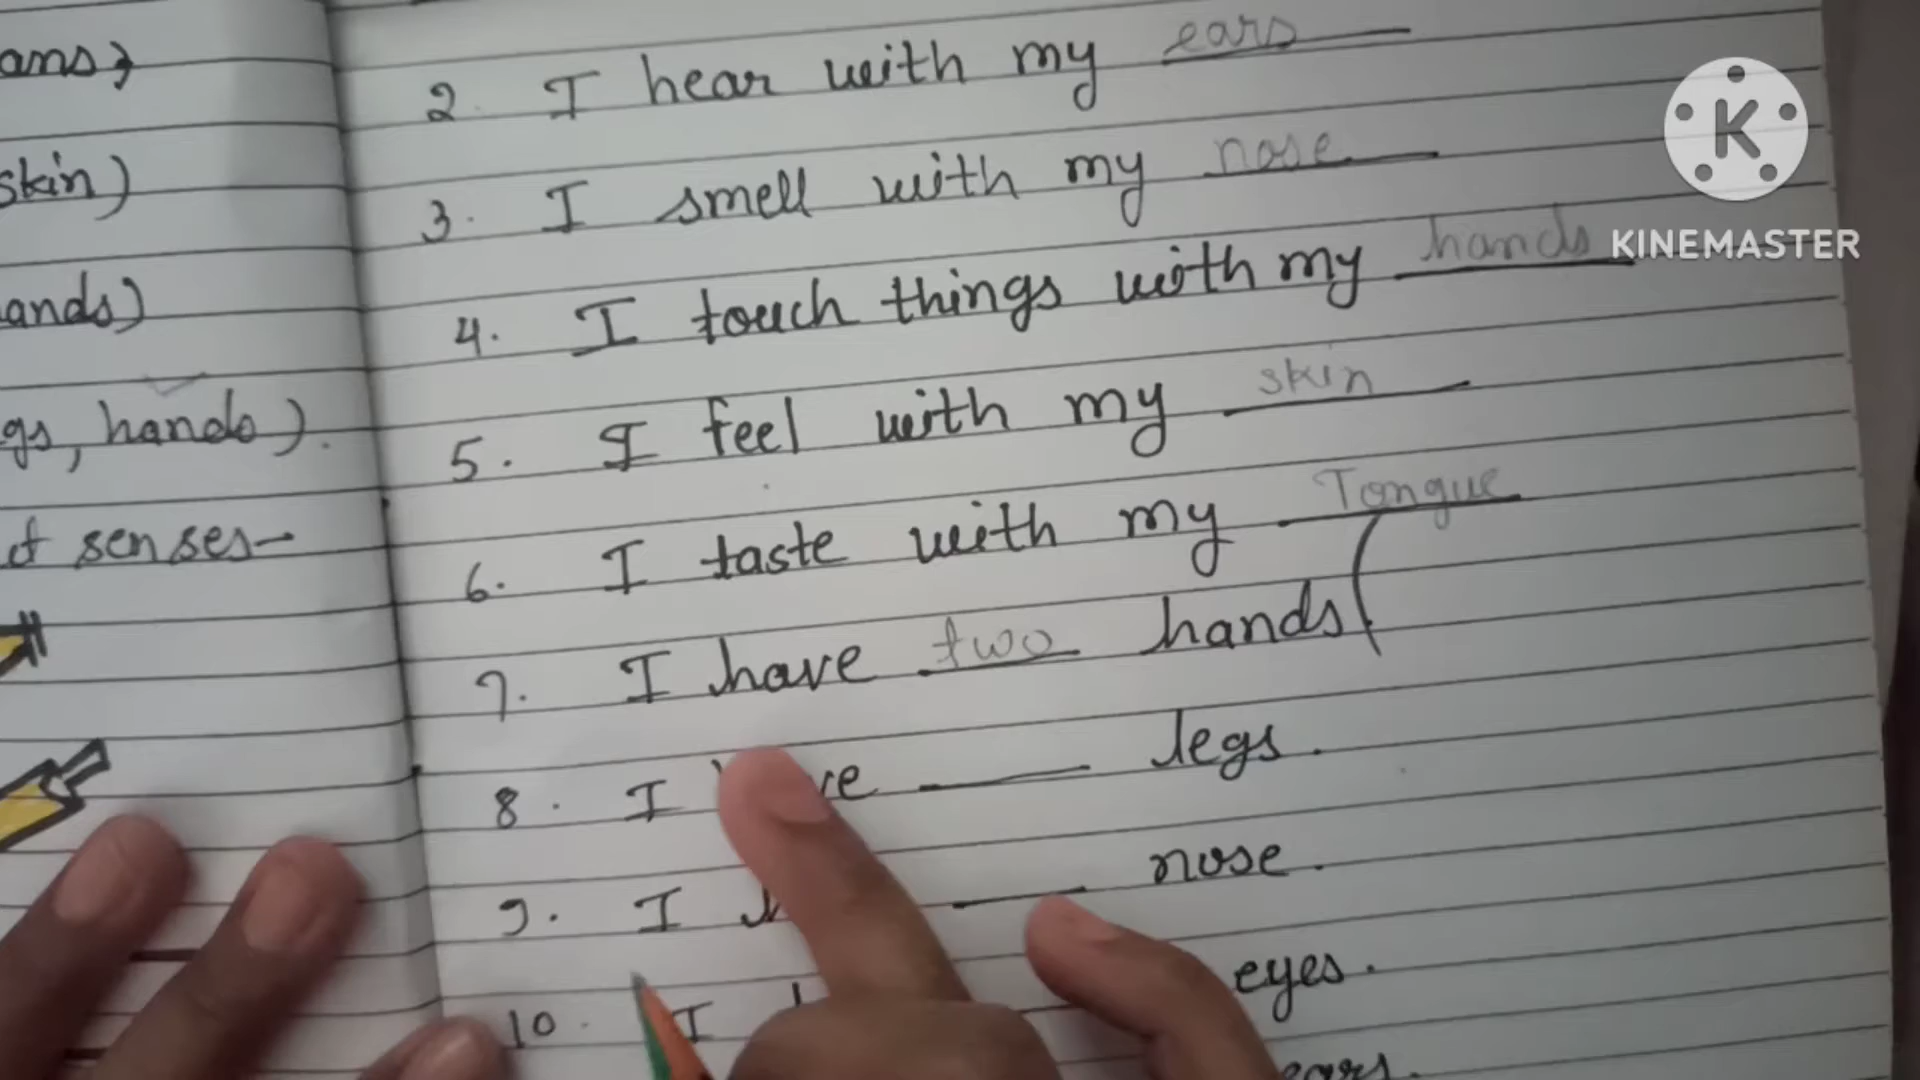 ans)
skin)
ands)
gs, hands).
senses-
2. I hear with my ears
3. I smell with my nose
4. I touch things with my hands
5. I feel with my skin
6. I taste with my Tongue
7. I have two hands
8. I ve legs.
9. I nose.
10. I eyes.
ears.
K
KINEMASTER